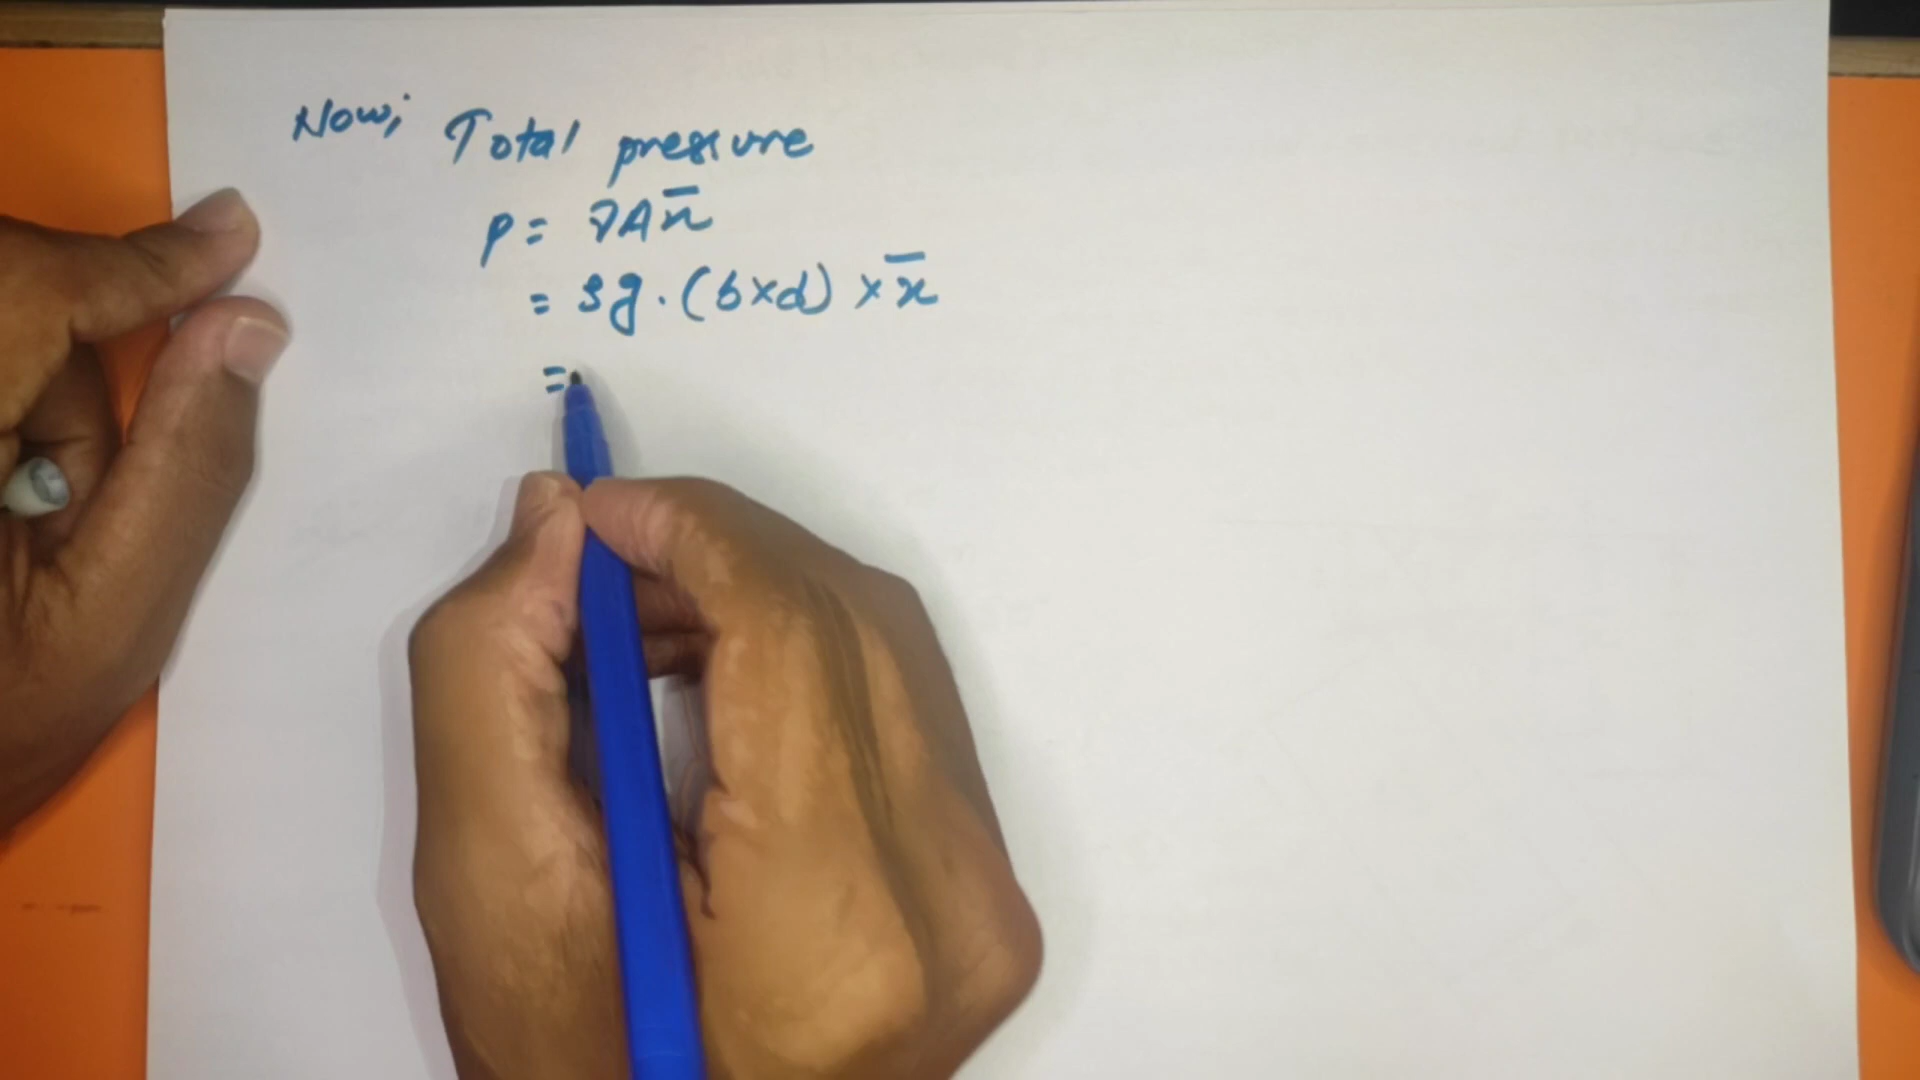 Now; Total pressure
P = γAx̄
= ρg . (b×d) × x̄
=